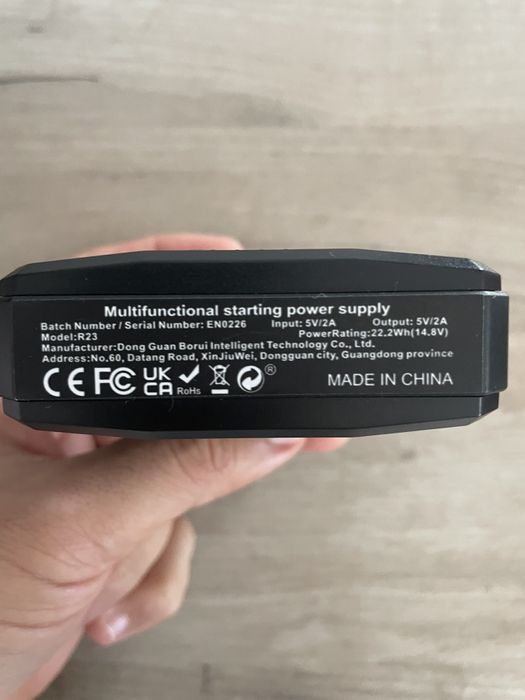 Multifunctional starting power supply
Batch Number / Serial Number: EN0226 Input: 5V/2A Output: 5V/2A
Model:R23 PowerRating:22.2Wh(14.8V)
Manufacturer:Dong Guan Borui Intelligent Technology Co., Ltd.
Address:No.60, Datang Road, XinJiuWei, Dongguan city, Guangdong province
CE FC UK CA RoHs ® MADE IN CHINA